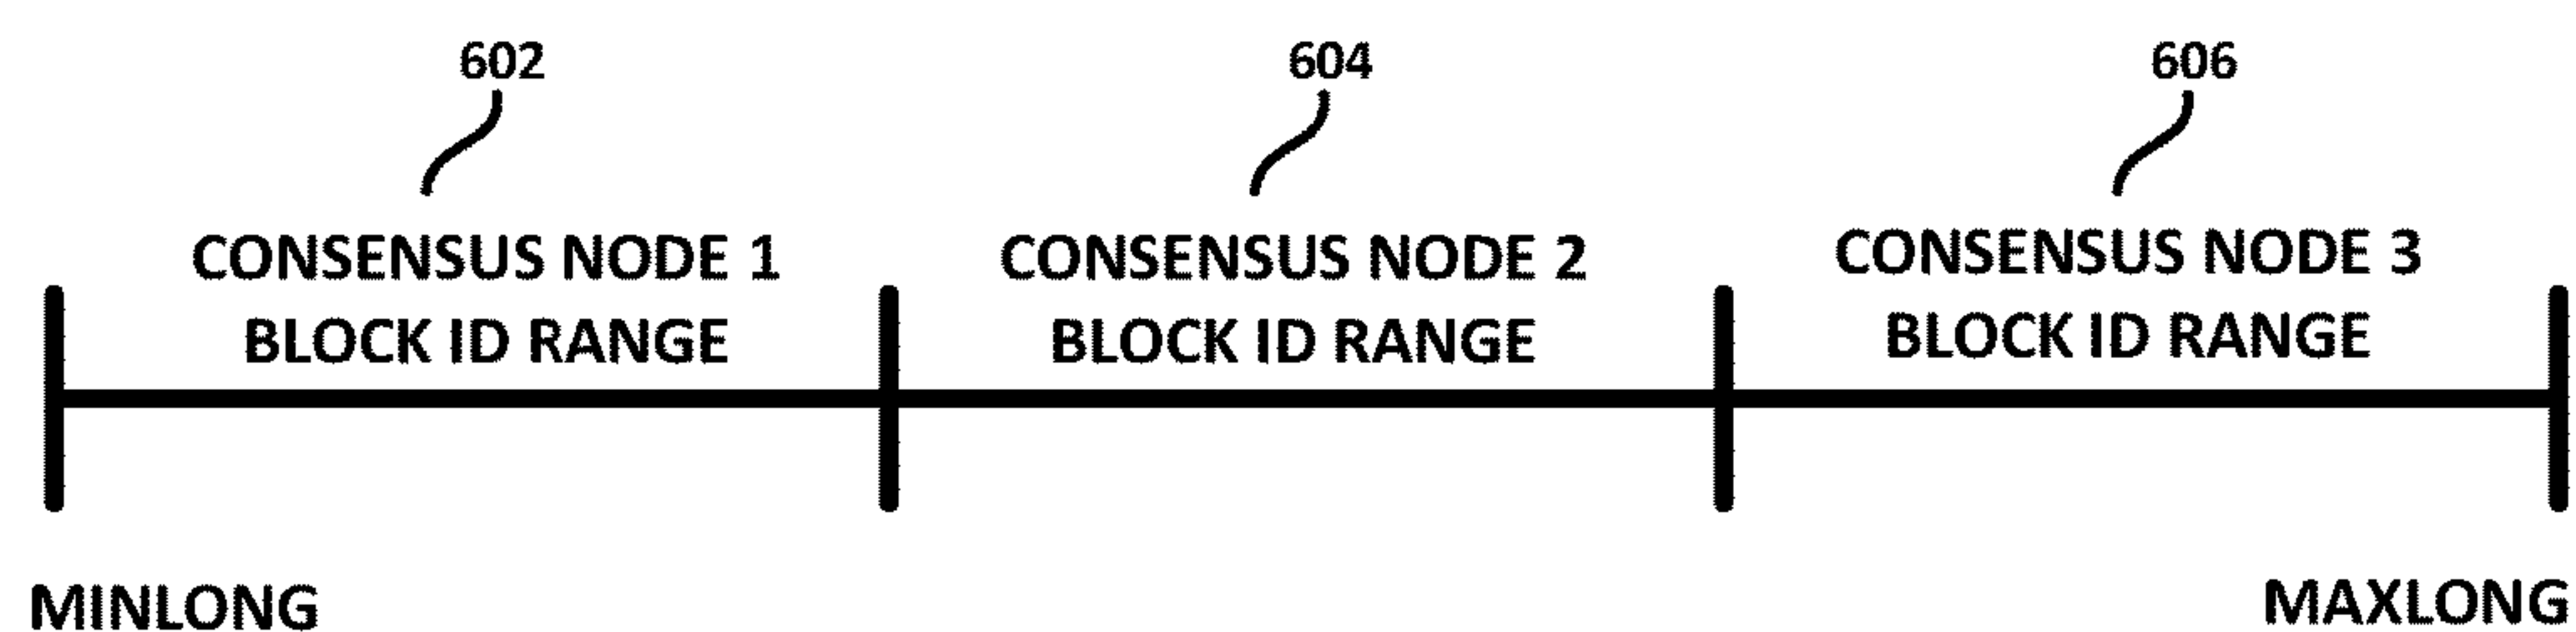 602
604
606
CONSENSUS NODE 1
BLOCK ID RANGE
CONSENSUS NODE 2
BLOCK ID RANGE
CONSENSUS NODE 3
BLOCK ID RANGE
MINLONG
MAXLONG